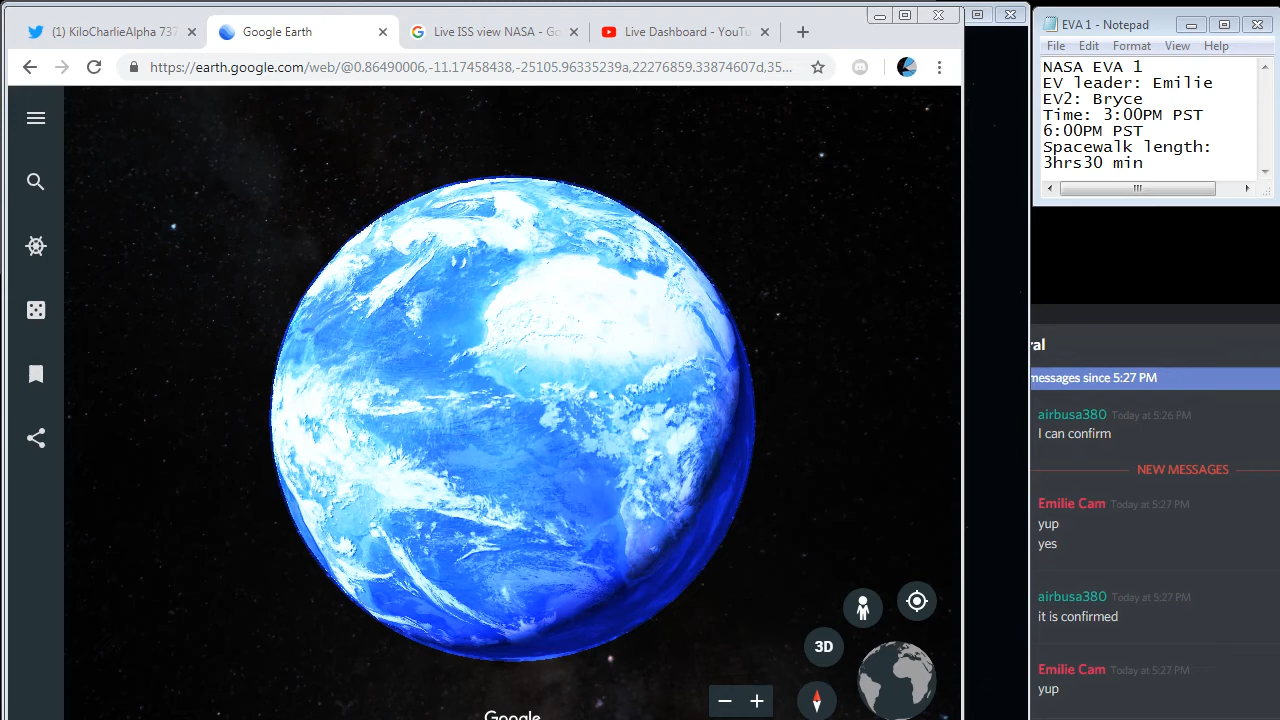 (1) KiloCharlieAlpha 737
Google Earth
Live ISS view NASA - Go
Live Dashboard - YouTu
https://earth.google.com/web/@0.86490006,-11.17458438,-25105.96335239a,22276859.33874607d,35...
3D
Google
EVA 1 - Notepad
File Edit Format View Help
NASA EVA 1
EV leader: Emilie
EV2: Bryce
Time: 3:00PM PST
6:00PM PST
Spacewalk length:
3hrs30 min
ral
messages since 5:27 PM
airbusa380 Today at 5:26 PM
I can confirm
NEW MESSAGES
Emilie Cam Today at 5:27 PM
yup
yes
airbusa380 Today at 5:27 PM
it is confirmed
Emilie Cam Today at 5:27 PM
yup